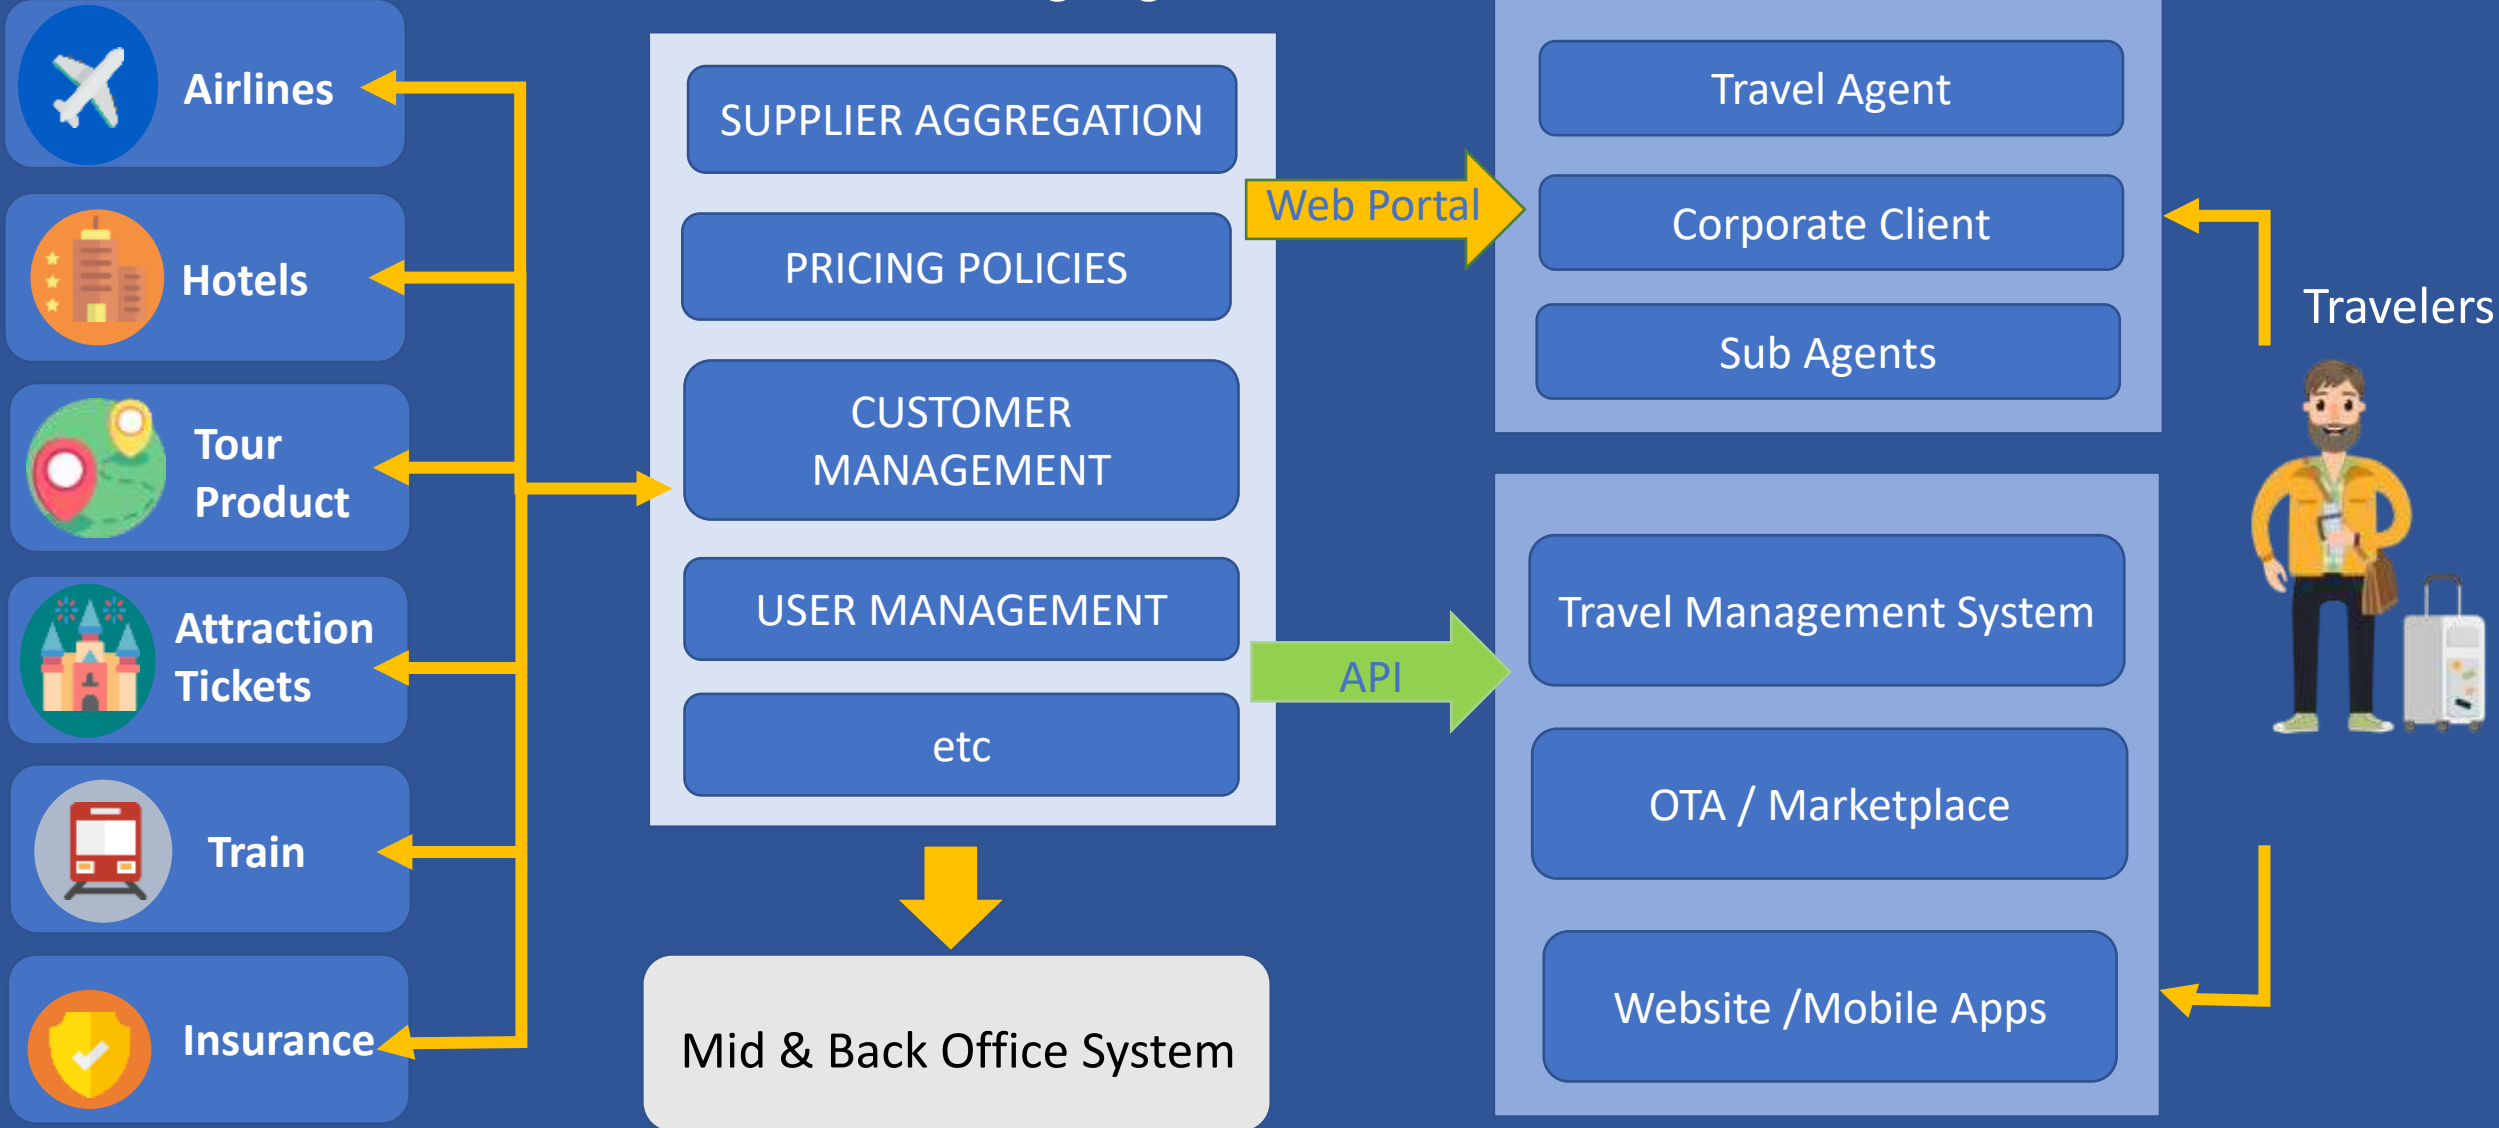 Airlines
Hotels
Tour
Product
Attraction
Tickets
Train
Insurance
SUPPLIER AGGREGATION
PRICING POLICIES
CUSTOMER
MANAGEMENT
USER MANAGEMENT
etc
Mid & Back Office System
Web Portal
API
Travel Agent
Corporate Client
Sub Agents
Travel Management System
OTA / Marketplace
Website /Mobile Apps
Travelers